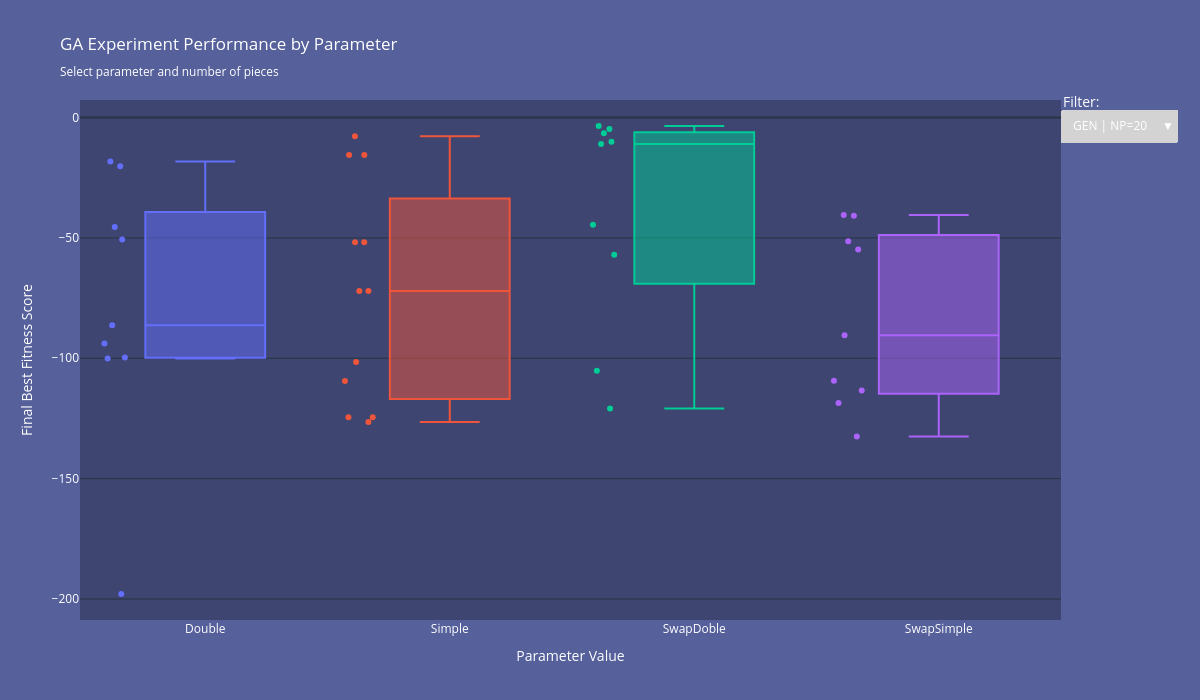 GA Experiment Performance by Parameter
Select parameter and number of pieces
Filter:
GEN | NP=20 ▼
0
−50
−100
−150
−200
Final Best Fitness Score
Double
Simple
SwapDoble
SwapSimple
Parameter Value